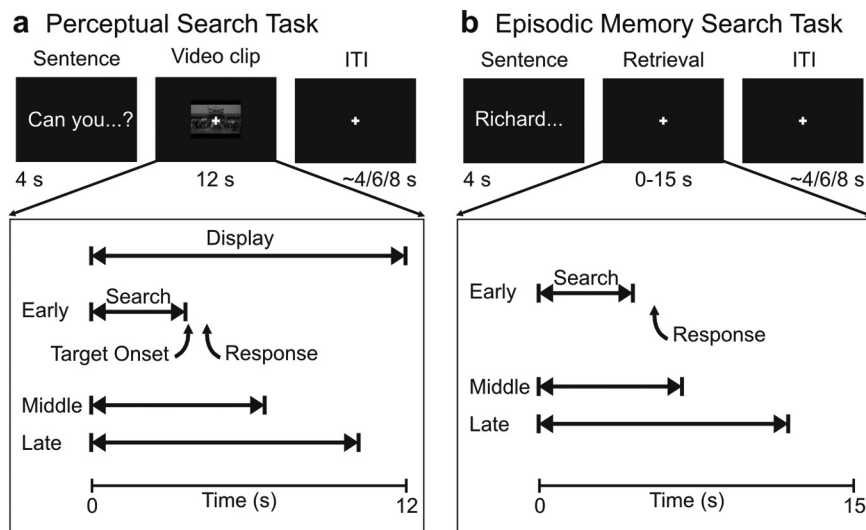 a Perceptual Search Task
Sentence Video clip ITI
Can you...?
4 s 12 s ~4/6/8 s
Display
Early Search
Target Onset Response
Middle
Late
0 Time (s) 12
b Episodic Memory Search Task
Sentence Retrieval ITI
Richard...
4 s 0-15 s ~4/6/8 s
Early Search
Response
Middle
Late
0 Time (s) 15